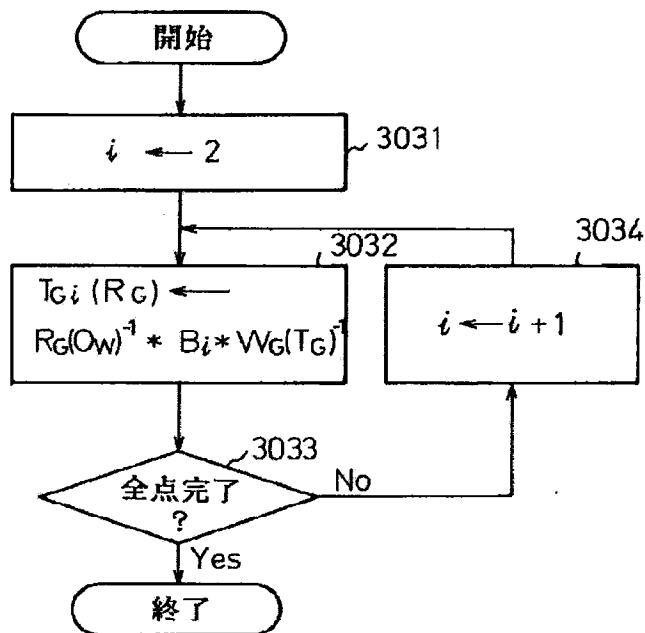 開始
i ← 2
3031
3032
3034
TGi (RG) ←
RG(OW)⁻¹ * Bi * WG(TG)⁻¹
i ← i + 1
3033
全点完了
?
No
Yes
終了